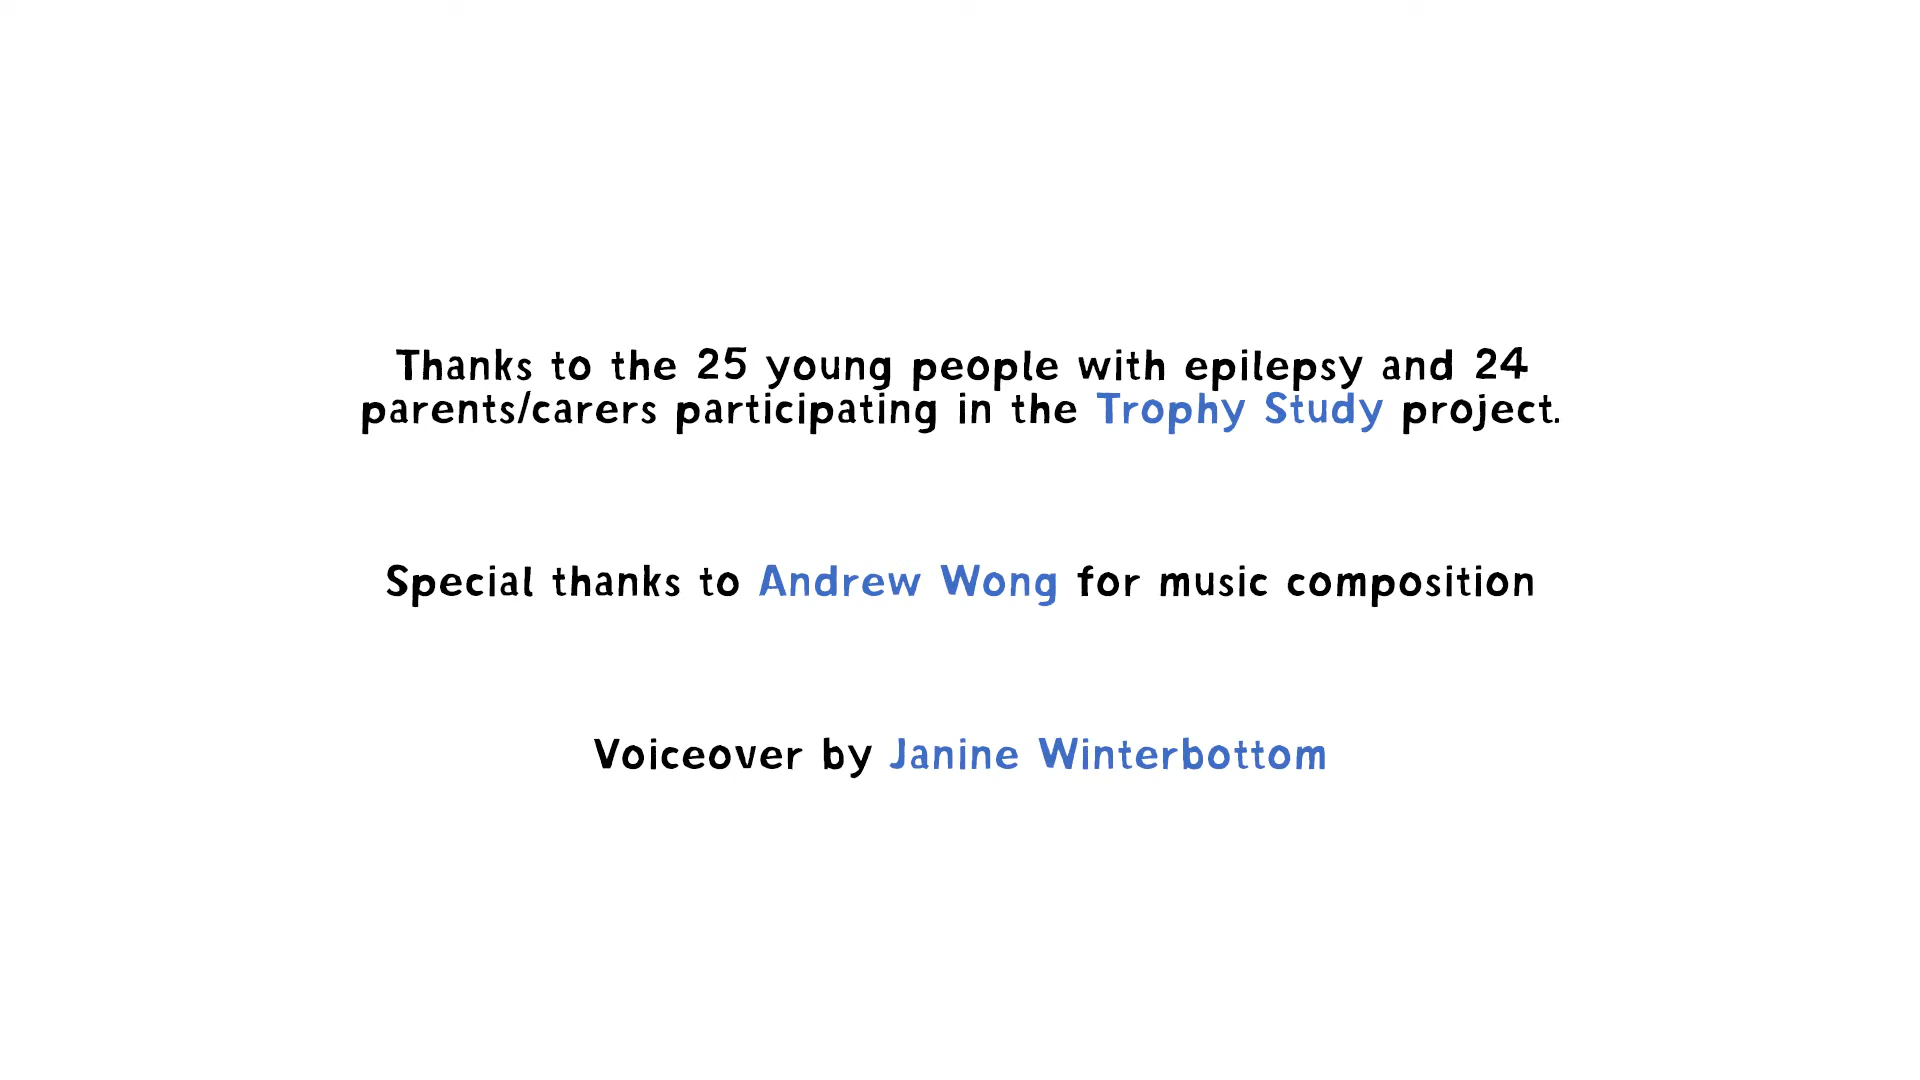 Thanks to the 25 young people with epilepsy and 24
parents/carers participating in the Trophy Study project.
Special thanks to Andrew Wong for music composition
Voiceover by Janine Winterbottom